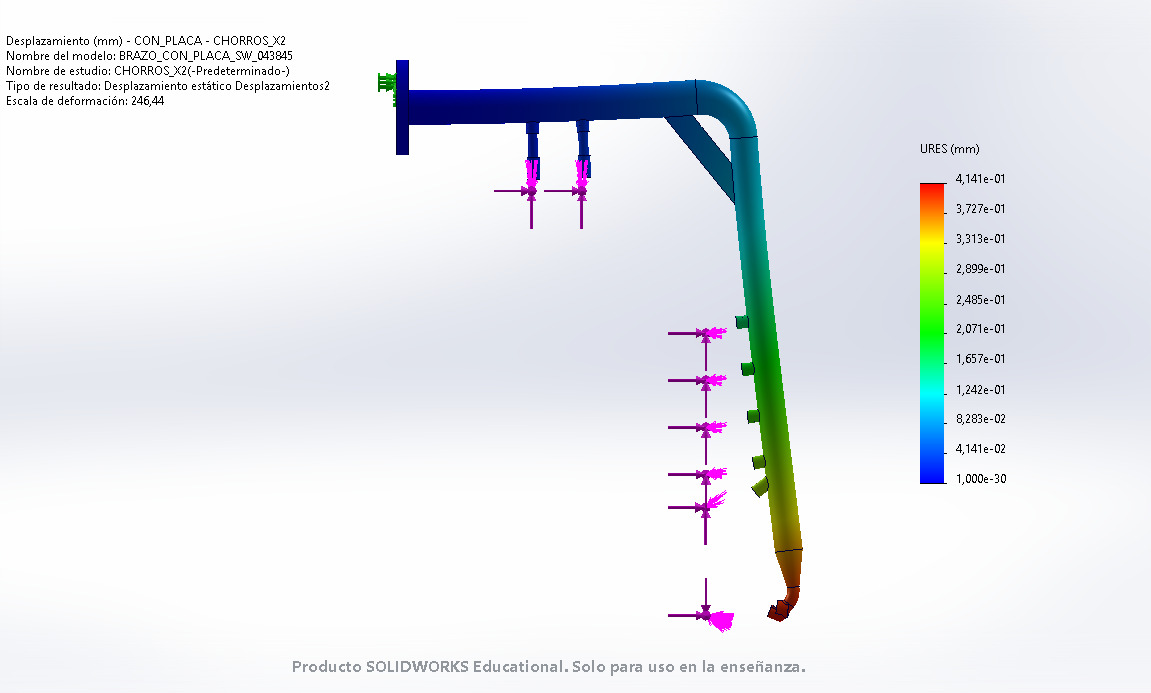 Desplazamiento (mm) - CON_PLACA - CHORROS_X2
Nombre del modelo: BRAZO_CON_PLACA_SW_043845
Nombre de estudio: CHORROS_X2(-Predeterminado-)
Tipo de resultado: Desplazamiento estático Desplazamientos2
Escala de deformación: 246,44
URES (mm)
4,141e-01
3,727e-01
3,313e-01
2,899e-01
2,485e-01
2,071e-01
1,657e-01
1,242e-01
8,283e-02
4,141e-02
1,000e-30
Producto SOLIDWORKS Educational. Solo para uso en la enseñanza.